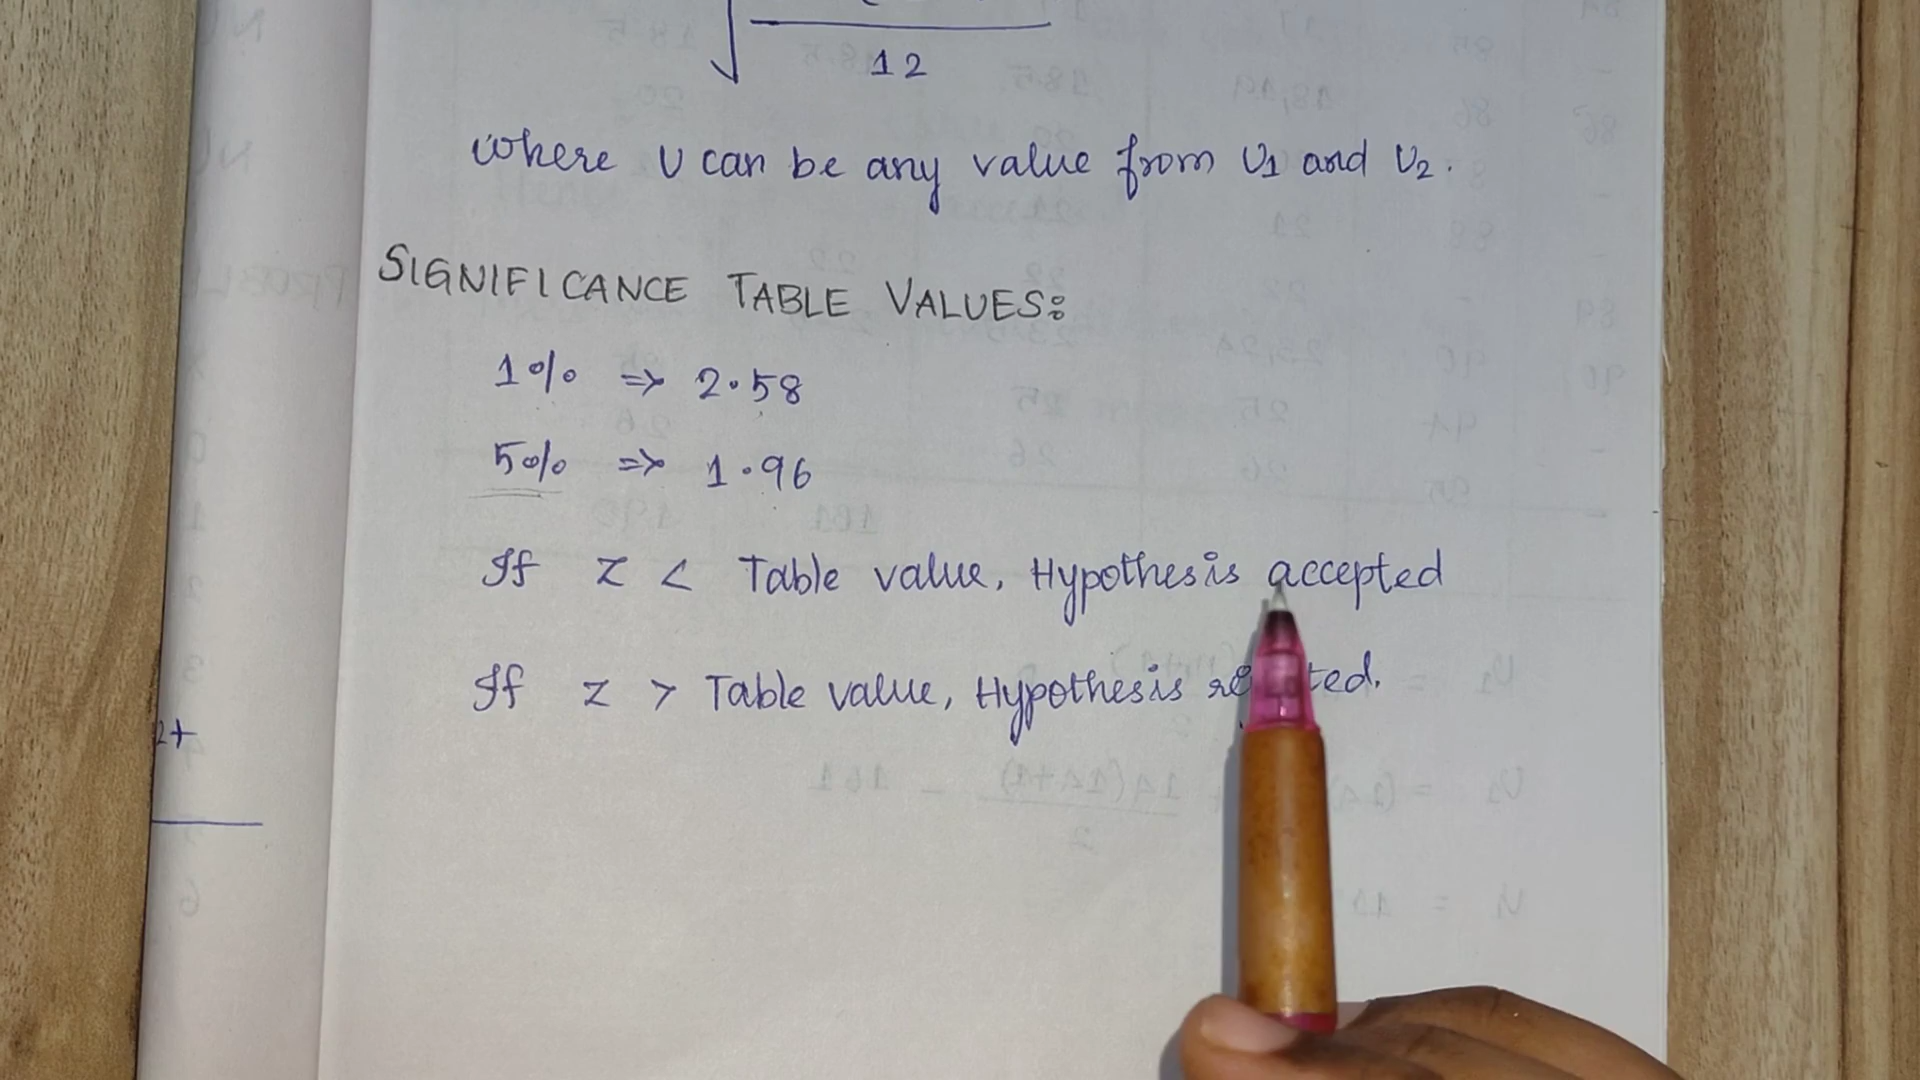 12
where U can be any value from U1 and U2.
SIGNIFICANCE TABLE VALUES:
1% => 2.58
5% => 1.96
If Z < Table value, Hypothesis accepted
If Z > Table value, Hypothesis
2+